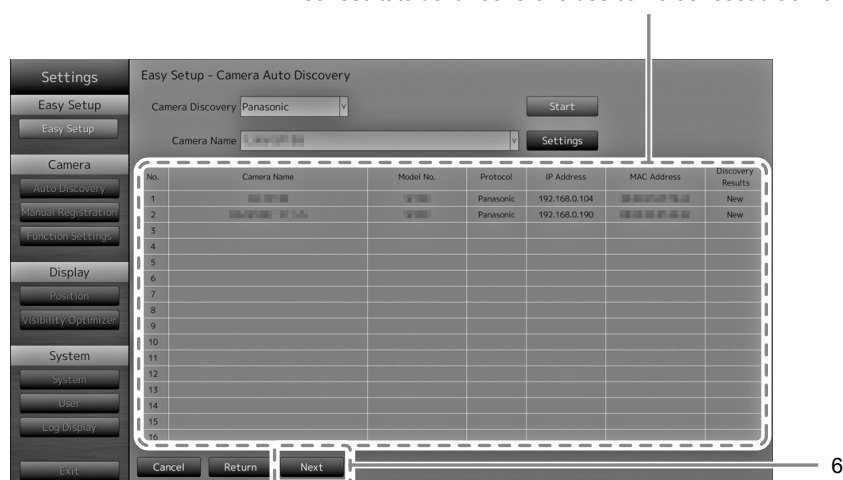 Settings
Easy Setup
Easy Setup
Camera
Auto Discovery
Manual Registration
Function Settings
Display
Position
Visibility Optimizer
System
System
User
Log Display
Exit
Easy Setup - Camera Auto Discovery
Camera Discovery Panasonic v Start
Camera Name v Settings
No. Camera Name Model No. Protocol IP Address MAC Address Discovery Results
1 Panasonic 192.168.0.104 New
2 Panasonic 192.168.0.190 New
3
4
5
6
7
8
9
10
11
12
13
14
15
16
Cancel Return Next
6